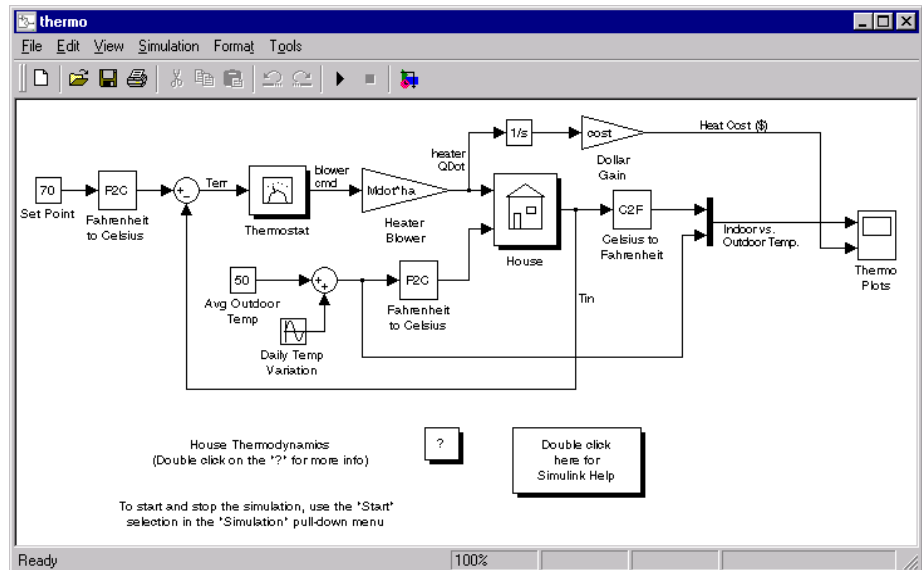 thermo
File Edit View Simulation Format Tools
Heat Cost ($)
1/s
cost
heater
QDot
Dollar
Gain
blower
cmd
Terr
70
F2C
Mdot*ha
C2F
Set Point
Fahrenheit
to Celsius
Thermostat
Heater
Blower
House
Celsius to
Fahrenheit
Indoor vs.
Outdoor Temp.
Thermo
Plots
50
F2C
Avg Outdoor
Temp
Fahrenheit
to Celsius
Tin
Daily Temp
Variation
House Thermodynamics
(Double click on the "?" for more info)
?
Double click
here for
Simulink Help
To start and stop the simulation, use the "Start"
selection in the "Simulation" pull-down menu
Ready
100%